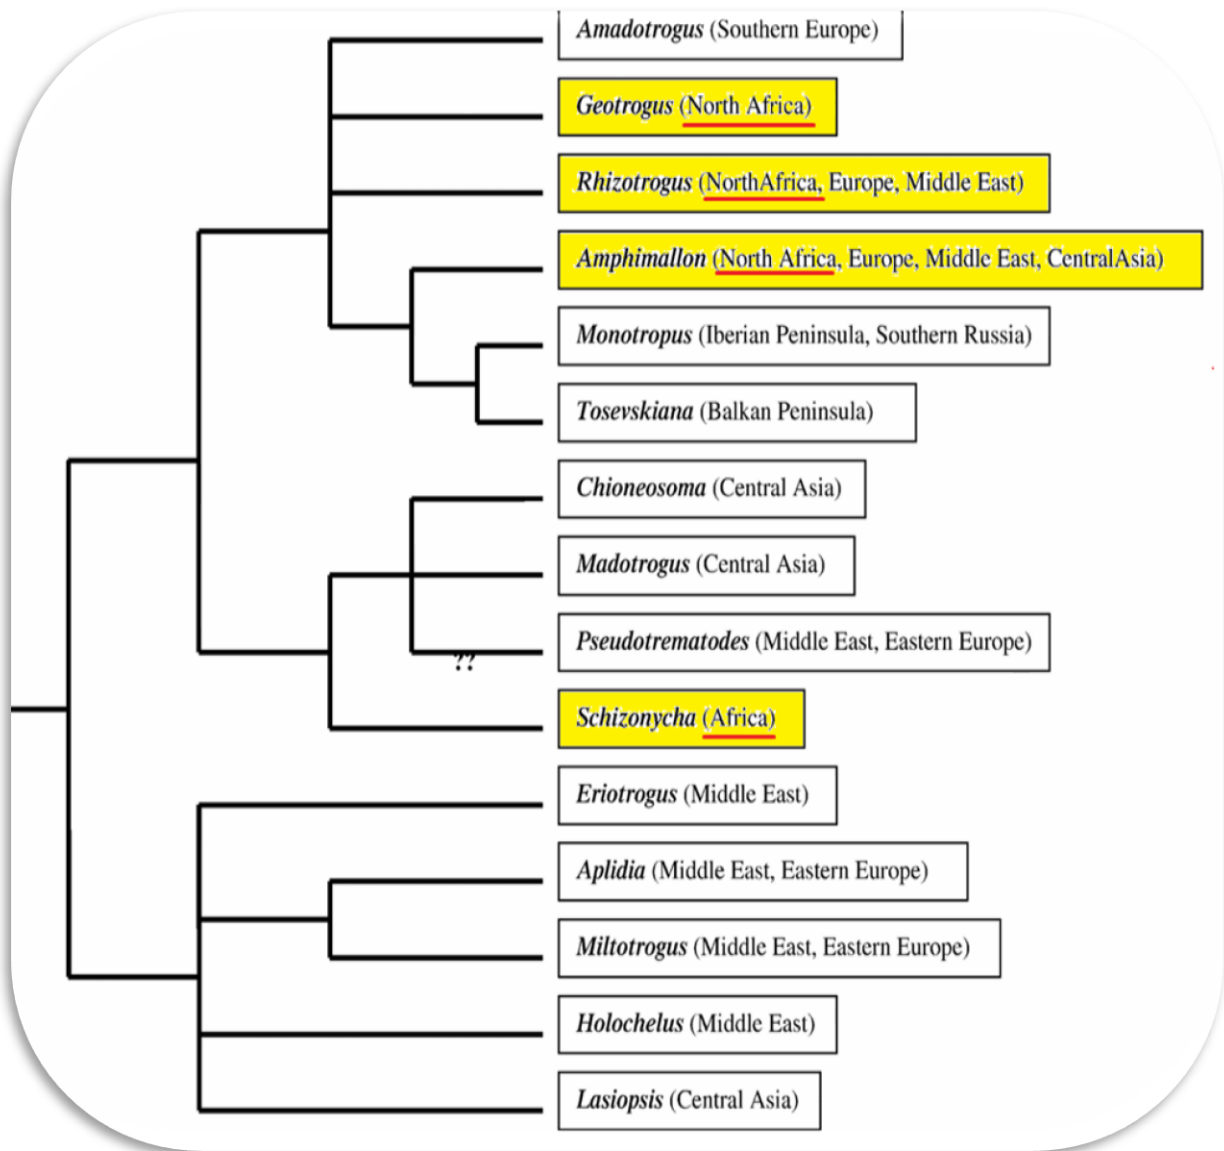 Amadotrogus (Southern Europe)
Geotrogus (North Africa)
Rhizotrogus (NorthAfrica, Europe, Middle East)
Amphimallon (North Africa, Europe, Middle East, CentralAsia)
Monotropus (Iberian Peninsula, Southern Russia)
Tosevskiana (Balkan Peninsula)
Chioneosoma (Central Asia)
Madotrogus (Central Asia)
Pseudotrematodes (Middle East, Eastern Europe)
??
Schizonycha (Africa)
Eriotrogus (Middle East)
Aplidia (Middle East, Eastern Europe)
Miltotrogus (Middle East, Eastern Europe)
Holochelus (Middle East)
Lasiopsis (Central Asia)